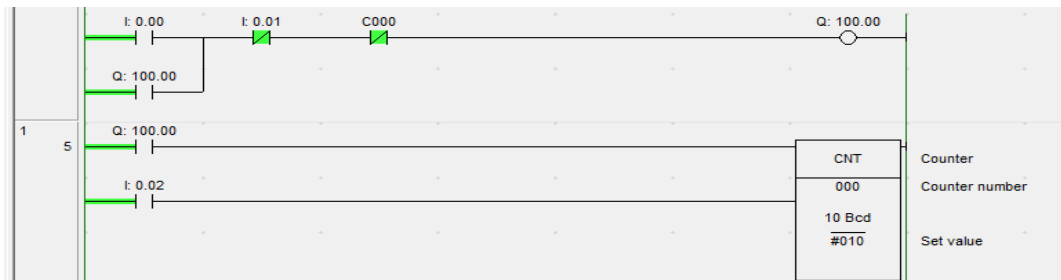 I: 0.00 I: 0.01 C000 Q: 100.00
Q: 100.00
1 Q: 100.00
5
CNT Counter
I: 0.02 000 Counter number
10 Bcd
#010 Set value